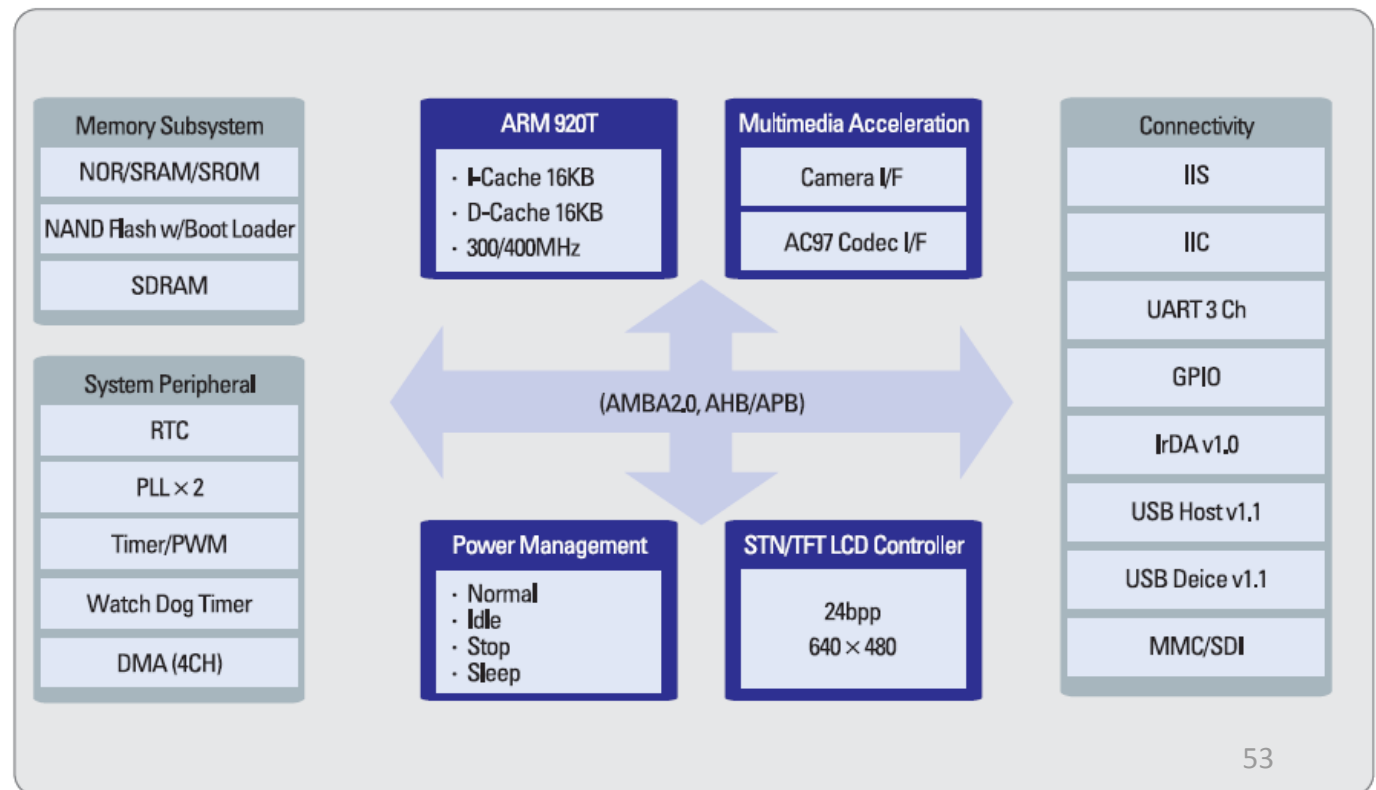 Memory Subsystem
NOR/SRAM/SROM
NAND Flash w/Boot Loader
SDRAM
System Peripheral
RTC
PLL × 2
Timer/PWM
Watch Dog Timer
DMA (4CH)
ARM 920T
· I-Cache 16KB
· D-Cache 16KB
· 300/400MHz
Multimedia Acceleration
Camera I/F
AC97 Codec I/F
(AMBA2.0, AHB/APB)
Power Management
· Normal
· Idle
· Stop
· Sleep
STN/TFT LCD Controller
24bpp
640 × 480
Connectivity
IIS
IIC
UART 3 Ch
GPIO
IrDA v1.0
USB Host v1.1
USB Deice v1.1
MMC/SDI
53